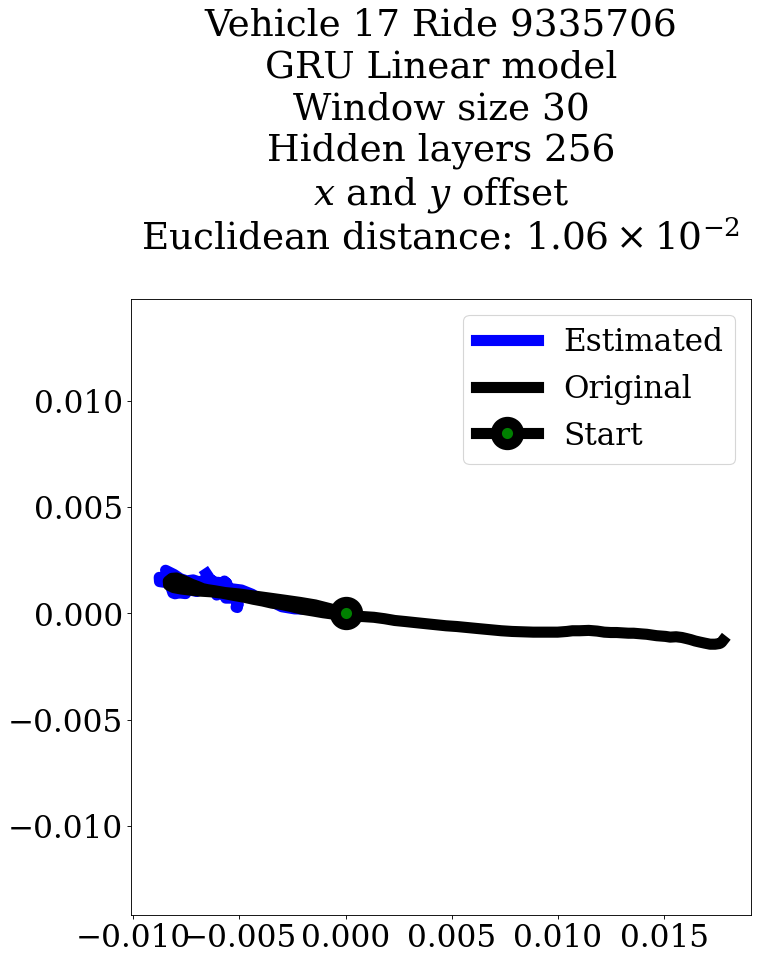 Vehicle 17 Ride 9335706
GRU Linear model
Window size 30
Hidden layers 256
x and y offset
Euclidean distance: 1.06 × 10⁻²
Estimated
Original
Start
0.010
0.005
0.000
−0.005
−0.010
−0.010 −0.005 0.000 0.005 0.010 0.015